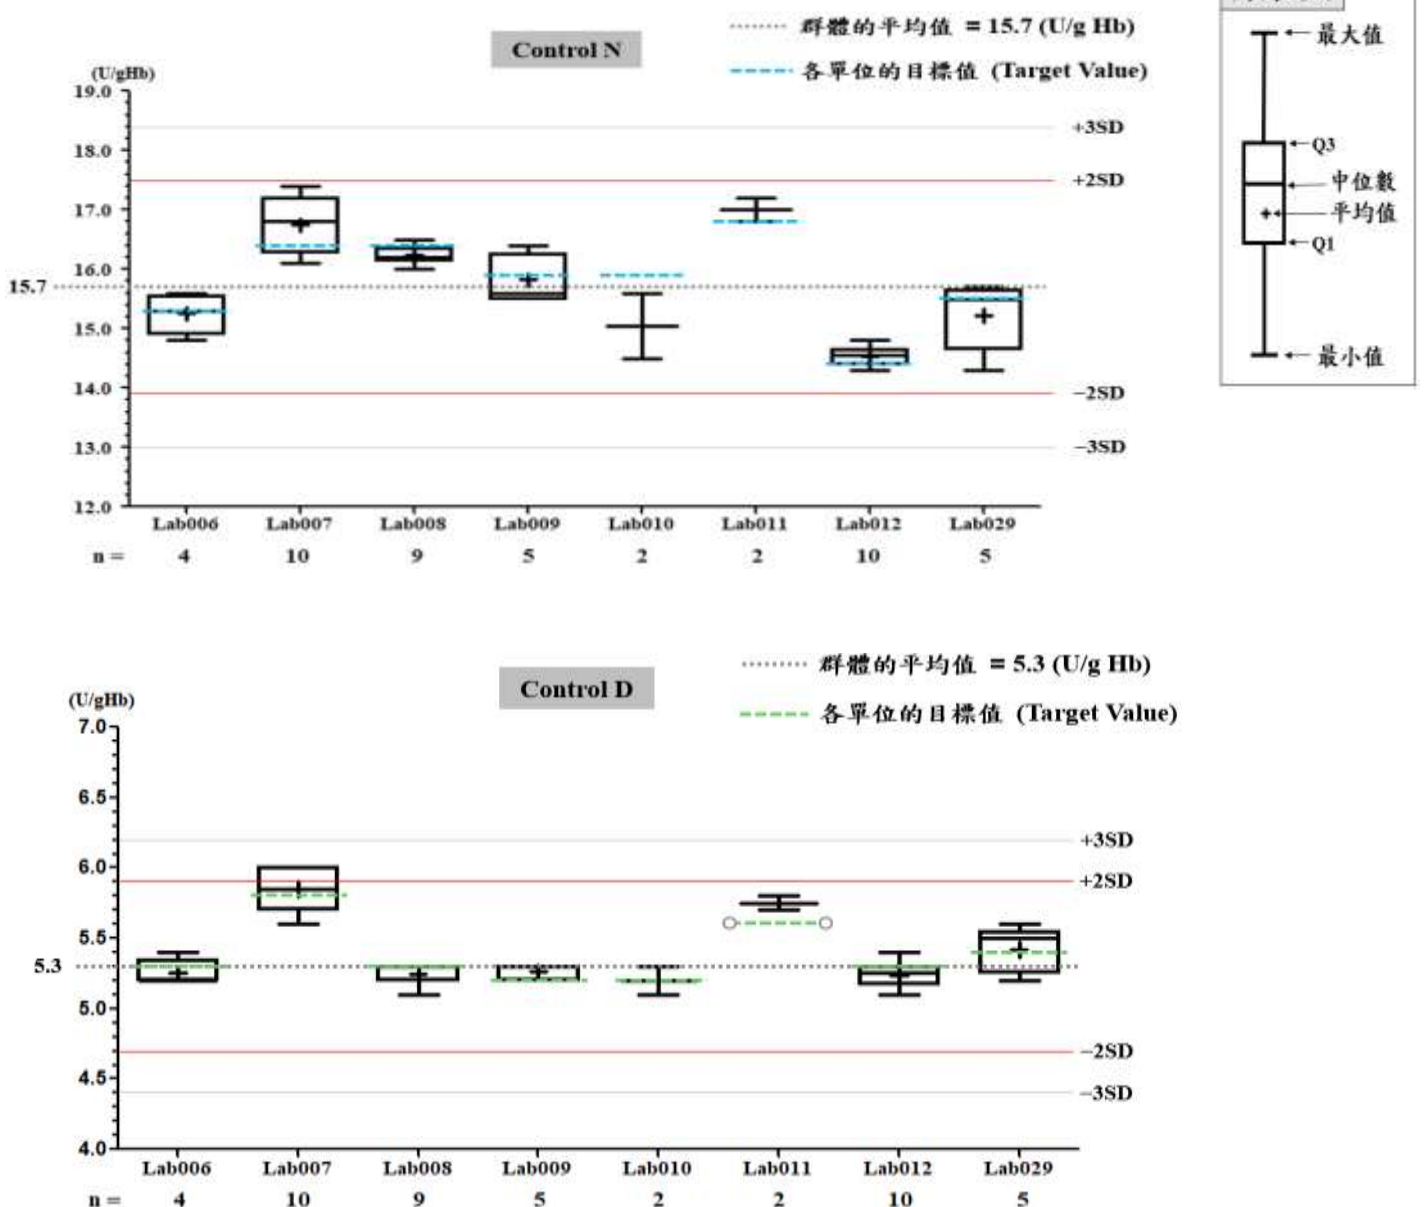 Control N
群體的平均值 = 15.7 (U/g Hb)
各單位的目標值 (Target Value)
(U/gHb)
19.0
18.0
17.0
16.0
15.7
15.0
14.0
13.0
12.0
+3SD
+2SD
−2SD
−3SD
Lab006 Lab007 Lab008 Lab009 Lab010 Lab011 Lab012 Lab029
n = 4 10 9 5 2 2 10 5
最大值
Q3
中位數
平均值
Q1
最小值
Control D
群體的平均值 = 5.3 (U/g Hb)
各單位的目標值 (Target Value)
(U/gHb)
7.0
6.5
6.0
5.5
5.3
5.0
4.5
4.0
+3SD
+2SD
−2SD
−3SD
Lab006 Lab007 Lab008 Lab009 Lab010 Lab011 Lab012 Lab029
n = 4 10 9 5 2 2 10 5